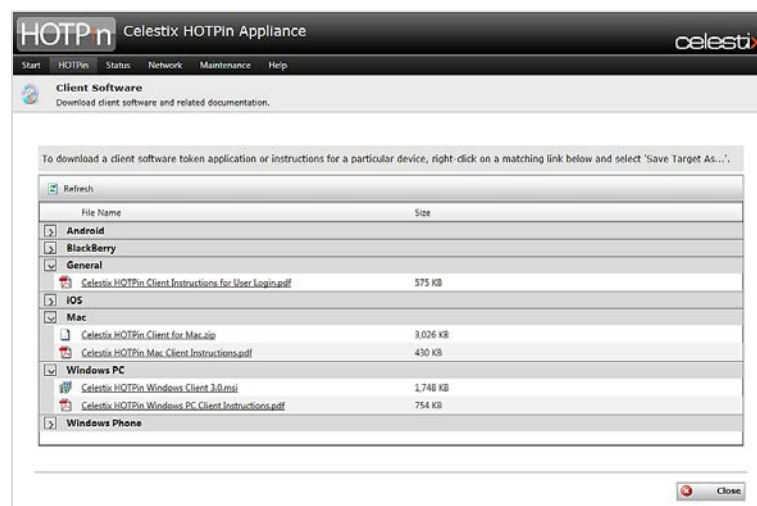 HOTPin Celestix HOTPin Appliance
celestix
Start HOTPin Status Network Maintenance Help
Client Software
Download client software and related documentation.
To download a client software token application or instructions for a particular device, right-click on a matching link below and select 'Save Target As...'.
Refresh
File Name Size
Android
BlackBerry
General
Celestix HOTPin Client Instructions for User Login.pdf 575 KB
iOS
Mac
Celestix HOTPin Client for Mac.zip 3,026 KB
Celestix HOTPin Mac Client Instructions.pdf 430 KB
Windows PC
Celestix HOTPin Windows Client 3.0.msi 1,748 KB
Celestix HOTPin Windows PC Client Instructions.pdf 754 KB
Windows Phone
Close